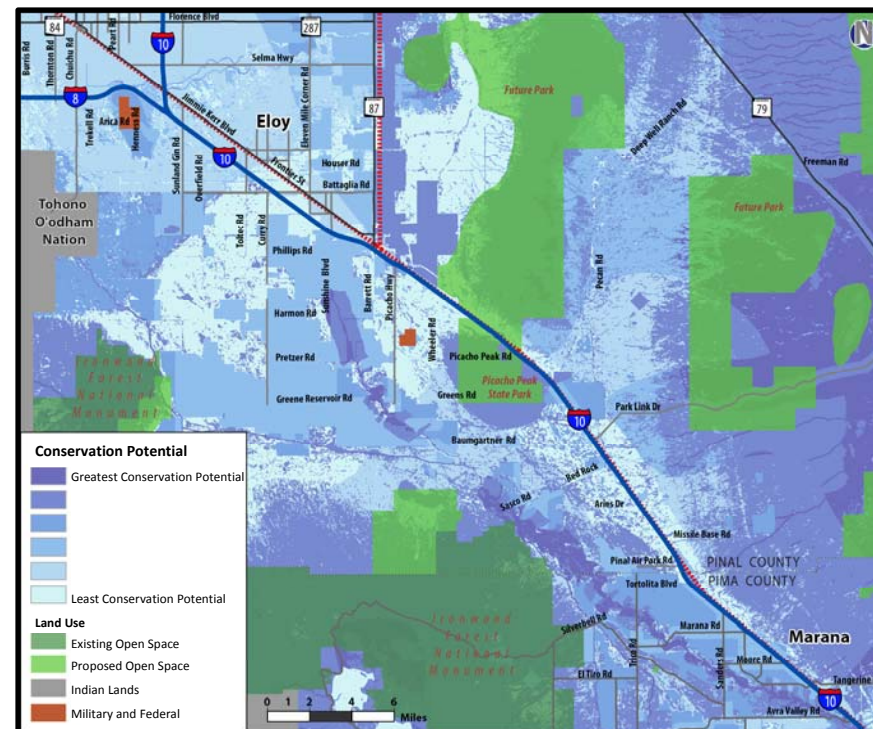 Florence Blvd
84
10
287
N
Burris Rd
Thornton Rd
Chuichu Rd
Peart Rd
Selma Hwy
8
Trekell Rd
Arica Rd
Henness Rd
Jimmie Kerr Blvd
Eloy
Eleven Mile Corner Rd
87
Future Park
79
Deep Well Ranch Rd
10
Frontier St
Sunland Gin Rd
Overfield Rd
Houser Rd
Battaglia Rd
Freeman Rd
Tohono
O'odham
Nation
Toltec Rd
Curry Rd
Phillips Rd
Sunshine Blvd
Barrett Rd
Picacho Hwy
Pecan Rd
Future Park
Harmon Rd
Wheeler Rd
Pretzer Rd
Picacho Peak Rd
Ironwood
Forest
National
Monument
Greene Reservoir Rd
Greens Rd
Picacho Peak
State Park
Park Link Dr
10
Baumgartner Rd
Red Rock
Sasco Rd
Aries Dr
Missile Base Rd
Pinal Air Park Rd
PINAL COUNTY
PIMA COUNTY
Tortolita Blvd
Ironwood
Forest
National
Monument
Silverbell Rd
Trico Rd
Marana Rd
Marana
Sanders Rd
Moore Rd
El Tiro Rd
Tangerine
10
Avra Valley Rd
Conservation Potential
Greatest Conservation Potential
Least Conservation Potential
Land Use
Existing Open Space
Proposed Open Space
Indian Lands
Military and Federal
0 1 2 4 6
Miles